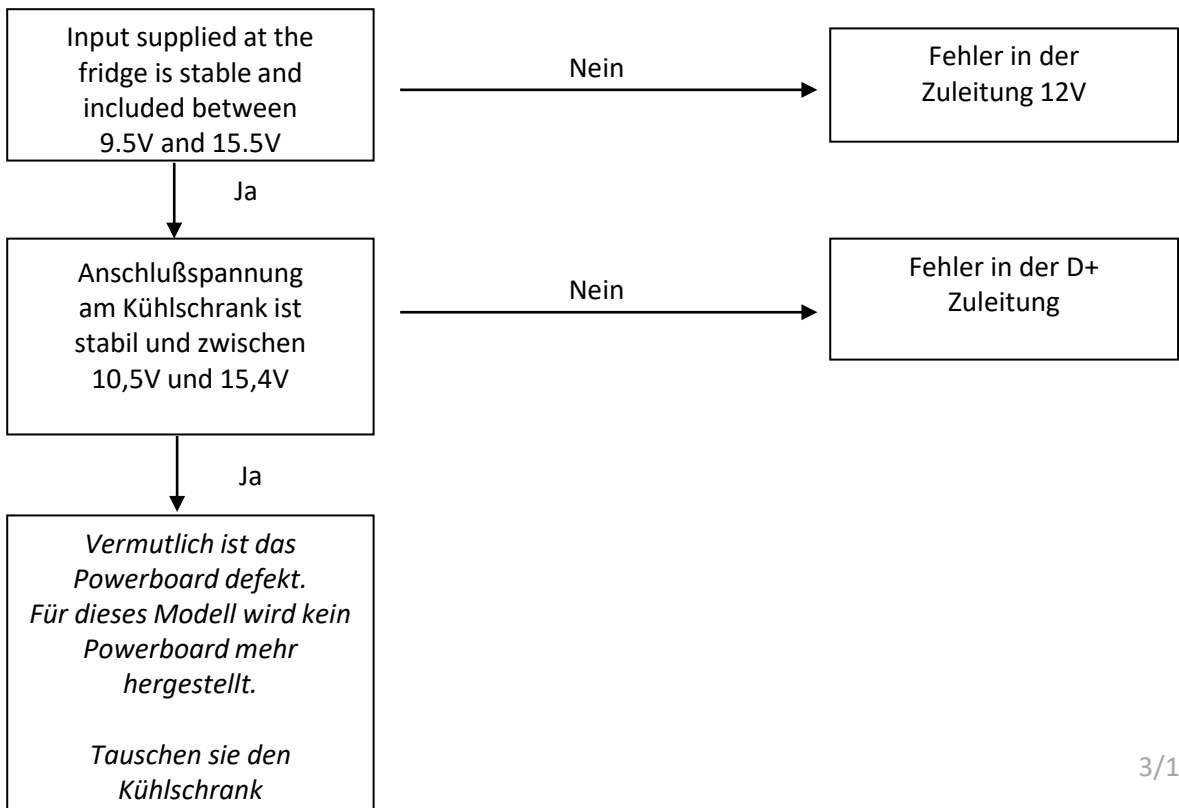 Input supplied at the
fridge is stable and
included between
9.5V and 15.5V
Nein
Fehler in der
Zuleitung 12V
Ja
Anschlußspannung
am Kühlschrank ist
stabil und zwischen
10,5V und 15,4V
Nein
Fehler in der D+
Zuleitung
Ja
Vermutlich ist das
Powerboard defekt.
Für dieses Modell wird kein
Powerboard mehr
hergestellt.
Tauschen sie den
Kühlschrank
3/1